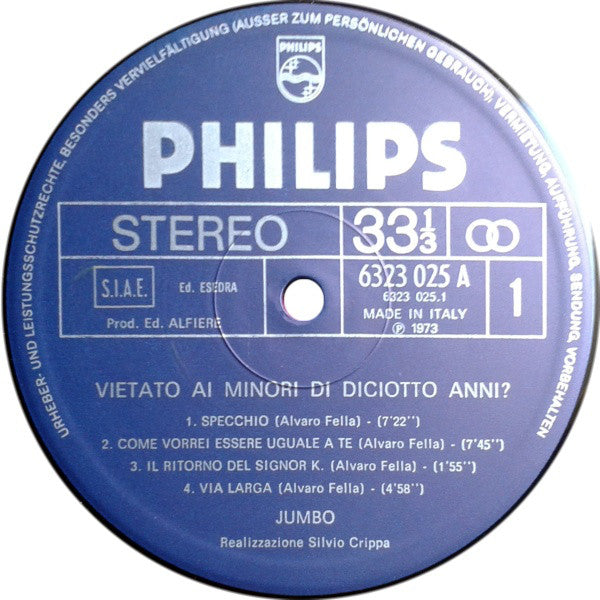 URHEBER- UND LEISTUNGSSCHUTZRECHTE, BESONDERS VERVIELFÄLTIGUNG (AUSSER ZUM PERSÖNLICHEN GEBRAUCH), VERMIETUNG, AUFFÜHRUNG, SENDUNG, VORBEHALTEN
PHILIPS
PHILIPS
STEREO
33⅓
S.I.A.E.
Ed. ESEDRA
Prod. Ed. ALFIERE
6323 025 A
6323 025.1
MADE IN ITALY
Ⓟ 1973
1
VIETATO AI MINORI DI DICIOTTO ANNI?
1. SPECCHIO (Alvaro Fella) - (7'22'')
2. COME VORREI ESSERE UGUALE A TE (Alvaro Fella) - (7'45'')
3. IL RITORNO DEL SIGNOR K. (Alvaro Fella) - (1'55'')
4. VIA LARGA (Alvaro Fella) - (4'58'')
JUMBO
Realizzazione Silvio Crippa